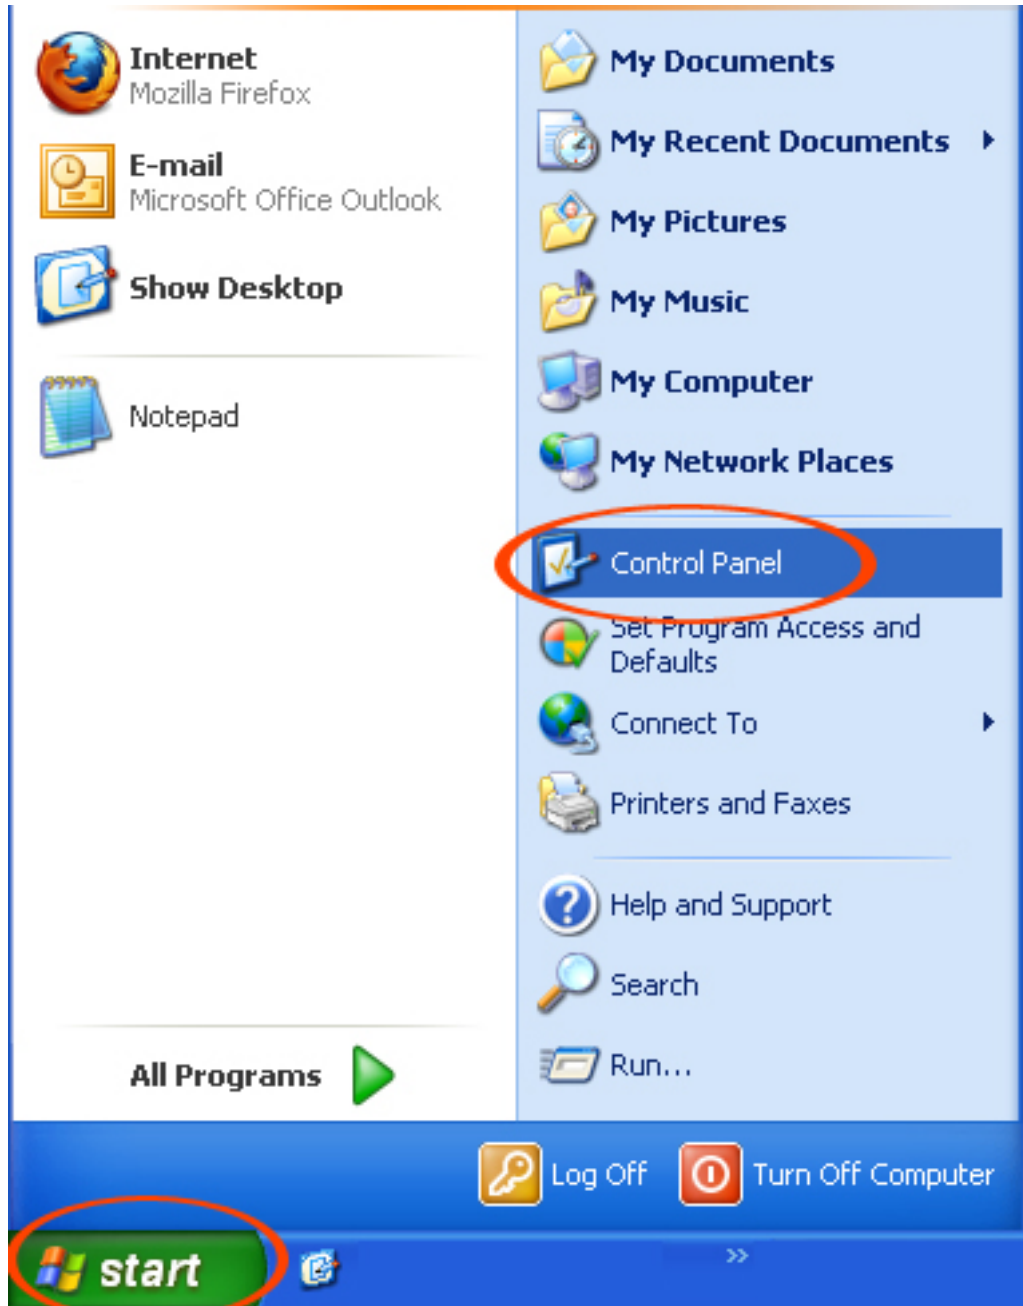 Internet
Mozilla Firefox
E-mail
Microsoft Office Outlook
Show Desktop
Notepad
All Programs
My Documents
My Recent Documents
My Pictures
My Music
My Computer
My Network Places
Control Panel
Set Program Access and
Defaults
Connect To
Printers and Faxes
Help and Support
Search
Run...
Log Off
Turn Off Computer
start